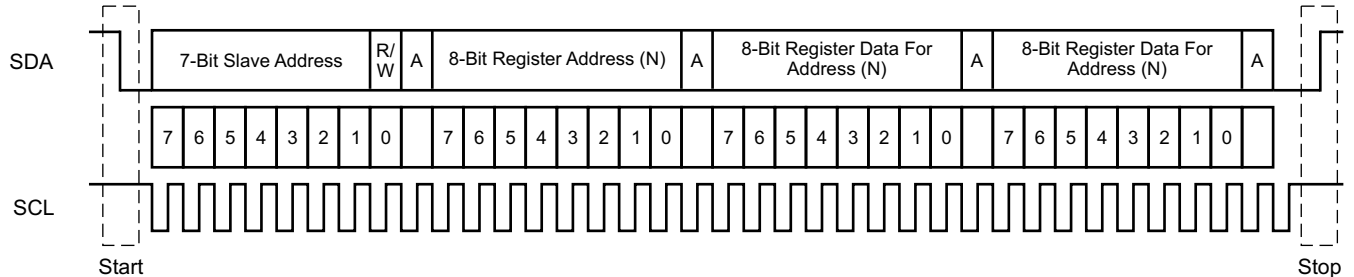 SDA
7-Bit Slave Address
R/
W
A
8-Bit Register Address (N)
A
8-Bit Register Data For
Address (N)
A
8-Bit Register Data For
Address (N)
A
7 6 5 4 3 2 1 0 7 6 5 4 3 2 1 0 7 6 5 4 3 2 1 0 7 6 5 4 3 2 1 0
SCL
Start
Stop